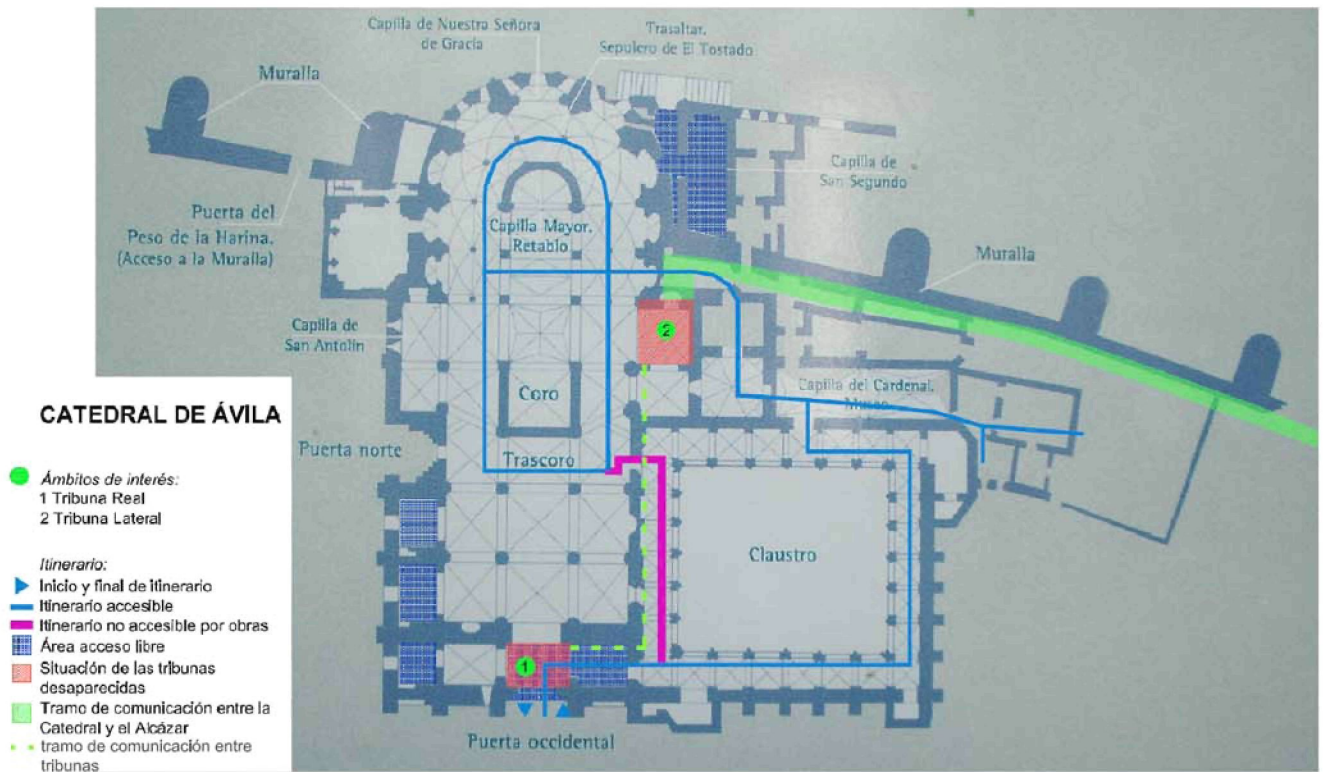 Capilla de Nuestra Señora
de Gracia
Trasaltar.
Sepulcro de El Tostado
Muralla
Capilla de
San Segundo
Puerta del
Peso de la Harina.
(Acceso a la Muralla)
Capilla Mayor.
Retablo
Muralla
2
Capilla de
San Antolín
Coro
Capilla del Cardenal.
Museo
CATEDRAL DE ÁVILA
Puerta norte
Trascoro
Ámbitos de interés:
1 Tribuna Real
2 Tribuna Lateral
Claustro
Itinerario:
Inicio y final de itinerario
Itinerario accesible
Itinerario no accesible por obras
Área acceso libre
Situación de las tribunas
desaparecidas
1
Tramo de comunicación entre la
Catedral y el Alcázar
tramo de comunicación entre
tribunas
Puerta occidental